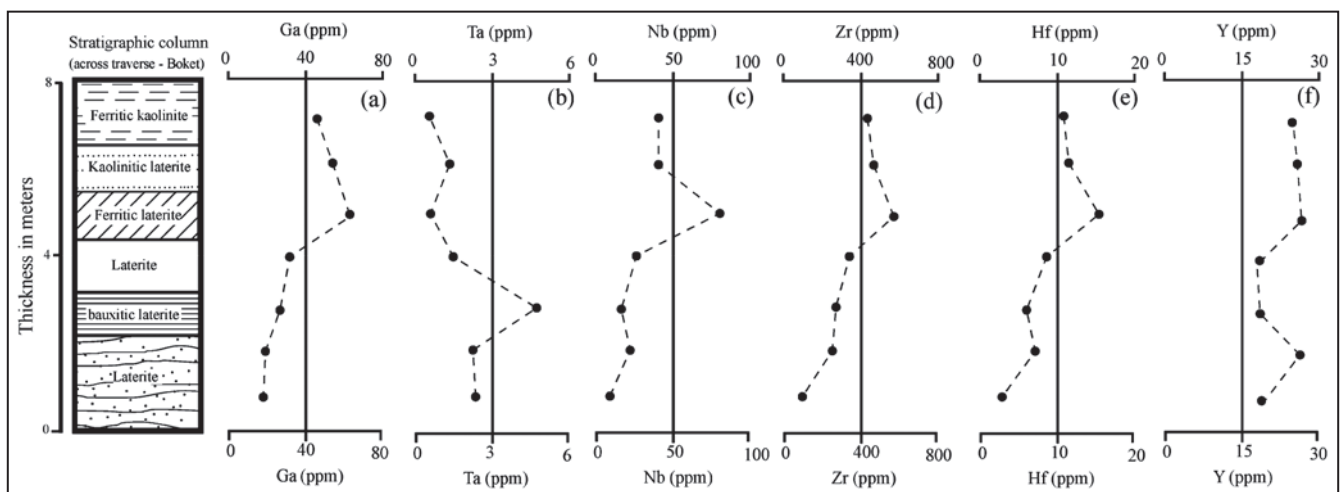 Stratigraphic column
(across traverse - Boket)
Ga (ppm) Ta (ppm) Nb (ppm) Zr (ppm) Hf (ppm) Y (ppm)
0 40 80 0 3 6 0 50 100 0 400 800 0 10 20 0 15 30
8
Ferritic kaolinite
(a) (b) (c) (d) (e) (f)
Kaolinitic laterite
Ferritic laterite
4
Laterite
bauxitic laterite
Laterite
0
Thickness in meters
0 40 80 0 3 6 0 50 100 0 400 800 0 10 20 0 15 30
Ga (ppm) Ta (ppm) Nb (ppm) Zr (ppm) Hf (ppm) Y (ppm)